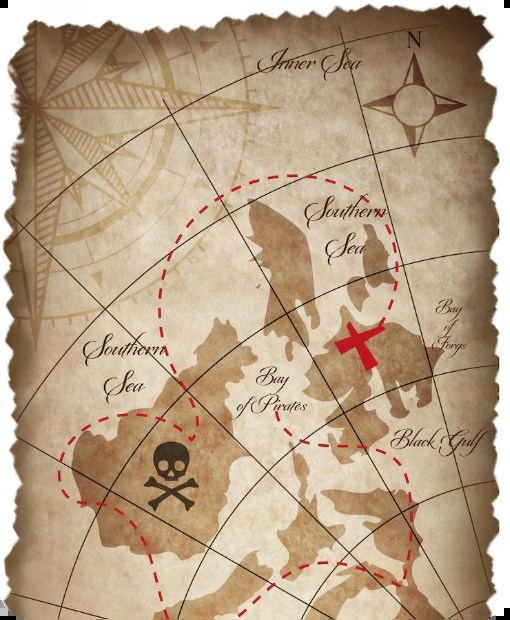 N
Inner Sea
Southern
Sea
Bay
of
Forgs
Southern
Sea
Bay
of Pirates
Black Gulf